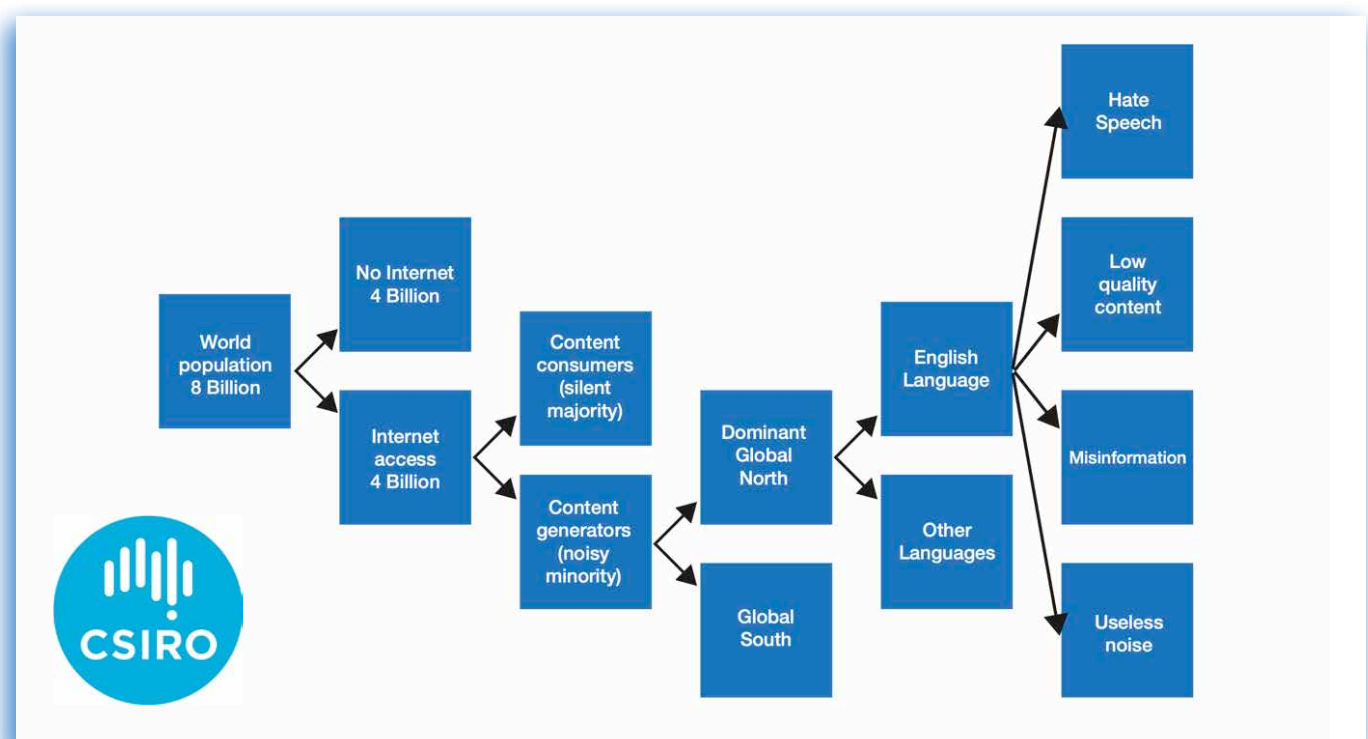 World
population
8 Billion
No Internet
4 Billion
Internet
access
4 Billion
Content
consumers
(silent
majority)
Content
generators
(noisy
minority)
Dominant
Global
North
Global
South
English
Language
Other
Languages
Hate
Speech
Low
quality
content
Misinformation
Useless
noise
CSIRO